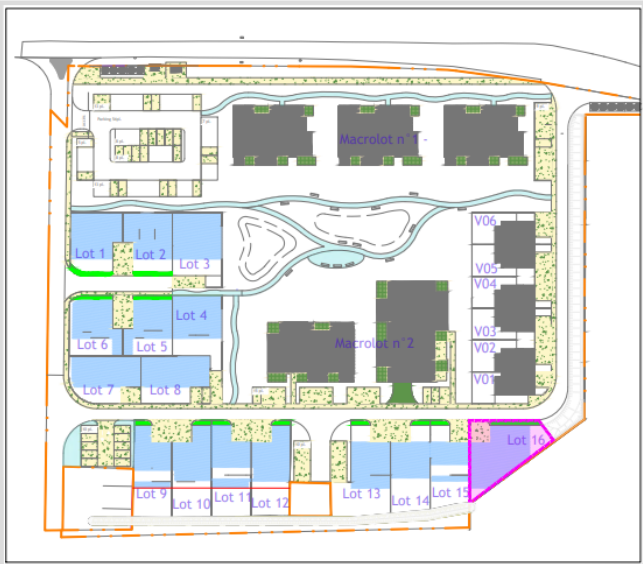 Parking 56pl.
Macrolot n°1 -
V06
Lot 1
Lot 2
Lot 3
V05
V04
Lot 4
V03
Macrolot n°2
V02
Lot 6
Lot 5
Lot 7
Lot 8
V01
Lot 16
Lot 9
Lot 10
Lot 11
Lot 12
Lot 13
Lot 14
Lot 15